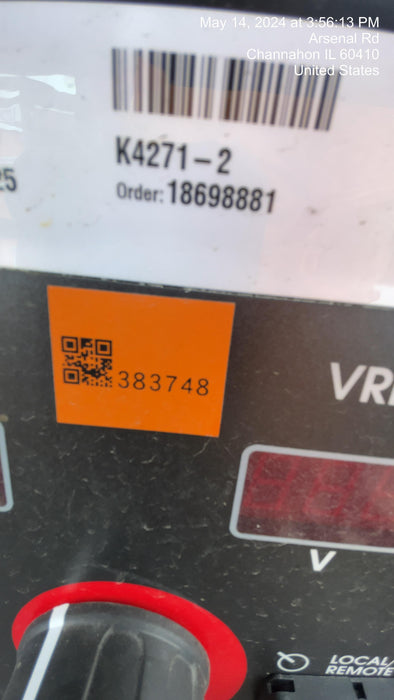 May 14, 2024 at 3:56:13 PM
Arsenal Rd
Channahon IL 60410
United States
K4271-2
25
Order: 18698881
383748
V
LOCAL/
REMOTE